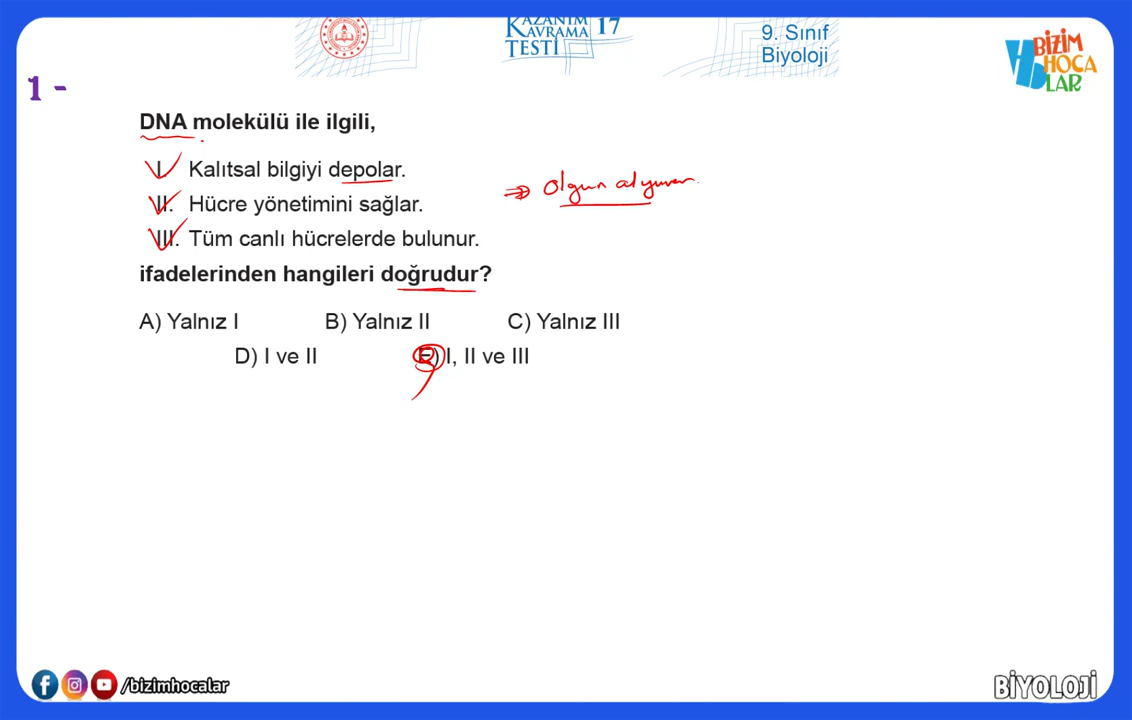 KAZANIM
KAVRAMA
TESTİ
17
9. Sınıf
Biyoloji
BİZİM
HOCA
LAR
1 -
DNA molekülü ile ilgili,
I. Kalıtsal bilgiyi depolar.
II. Hücre yönetimini sağlar.
III. Tüm canlı hücrelerde bulunur.
⇒ Olgun alyuvar
ifadelerinden hangileri doğrudur?
A) Yalnız I B) Yalnız II C) Yalnız III
D) I ve II E) I, II ve III
/bizimhocalar
BİYOLOJİ